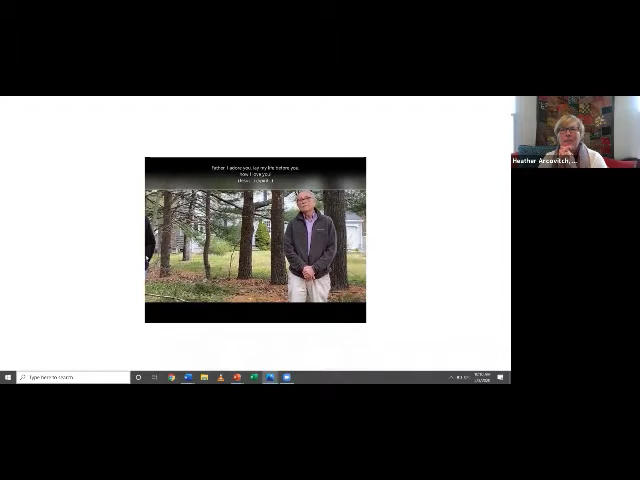 Father, I adore you, lay my life before you,
how I love you!
Heather Arcovitch, ...
Type here to search